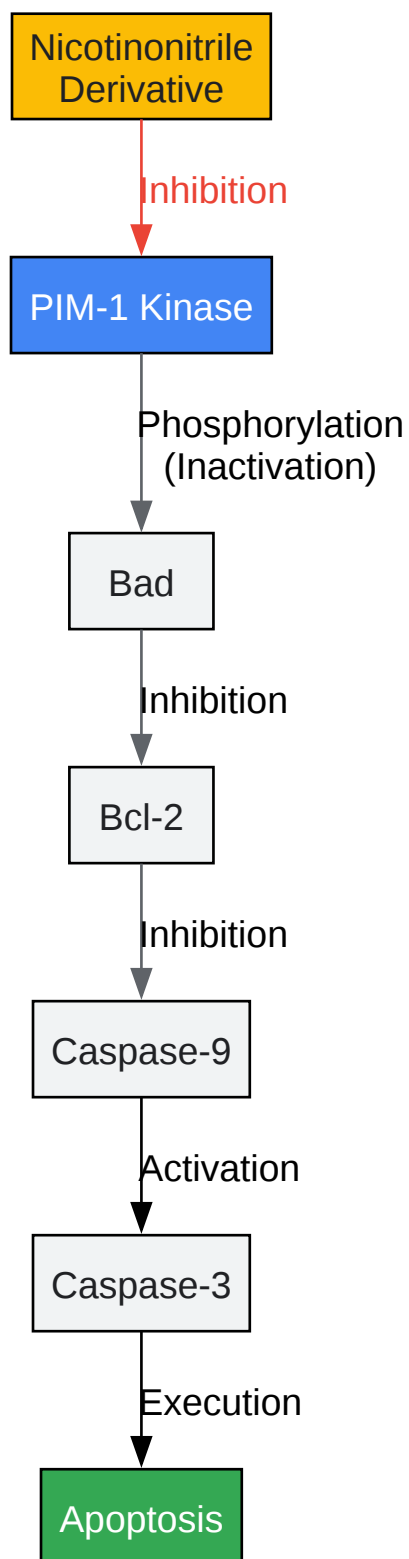 Nicotinonitrile
Derivative
Inhibition
PIM-1 Kinase
Phosphorylation
(Inactivation)
Bad
Inhibition
Bcl-2
Inhibition
Caspase-9
Activation
Caspase-3
Execution
Apoptosis